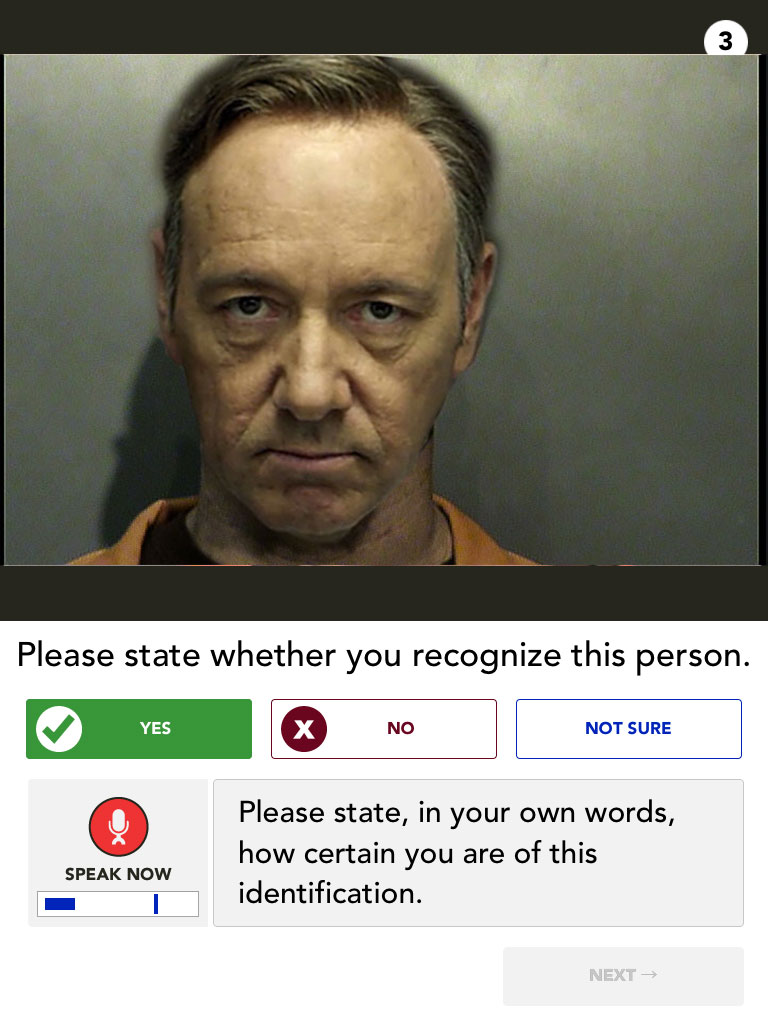 3
Please state whether you recognize this person.
YES
X
NO
NOT SURE
Please state, in your own words,
how certain you are of this
identification.
SPEAK NOW
NEXT →